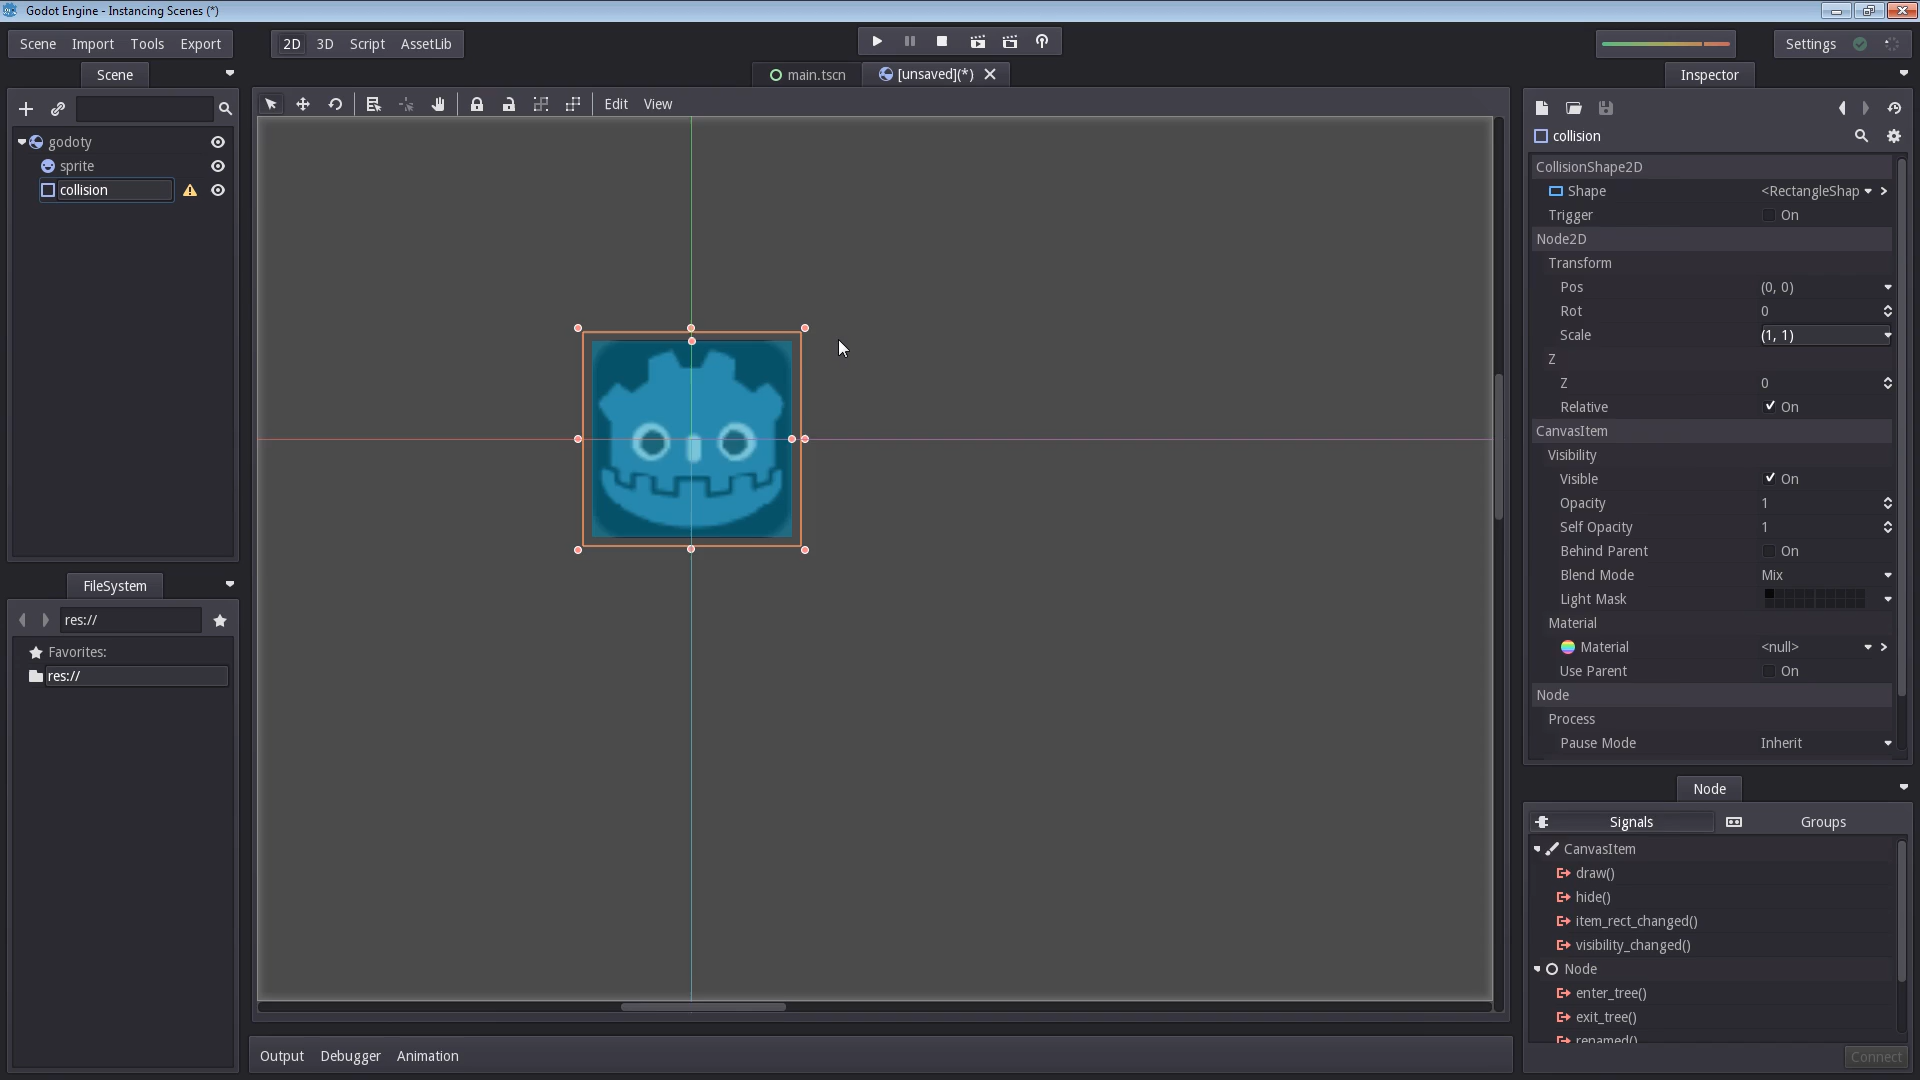 Godot Engine - Instancing Scenes (*)
Scene Import Tools Export
2D 3D Script AssetLib
Settings
Scene
main.tscn
[unsaved](*)
Inspector
Edit View
godoty
sprite
collision
collision
CollisionShape2D
Shape <RectangleShap
Trigger On
Node2D
Transform
Pos (0, 0)
Rot 0
Scale (1, 1)
Z
Z 0
Relative On
CanvasItem
Visibility
Visible On
Opacity 1
Self Opacity 1
Behind Parent On
Blend Mode Mix
Light Mask
Material
Material <null>
Use Parent On
Node
Process
Pause Mode Inherit
FileSystem
res://
Favorites:
res://
Node
Signals Groups
CanvasItem
draw()
hide()
item_rect_changed()
visibility_changed()
Node
enter_tree()
exit_tree()
renamed()
Connect
Output Debugger Animation